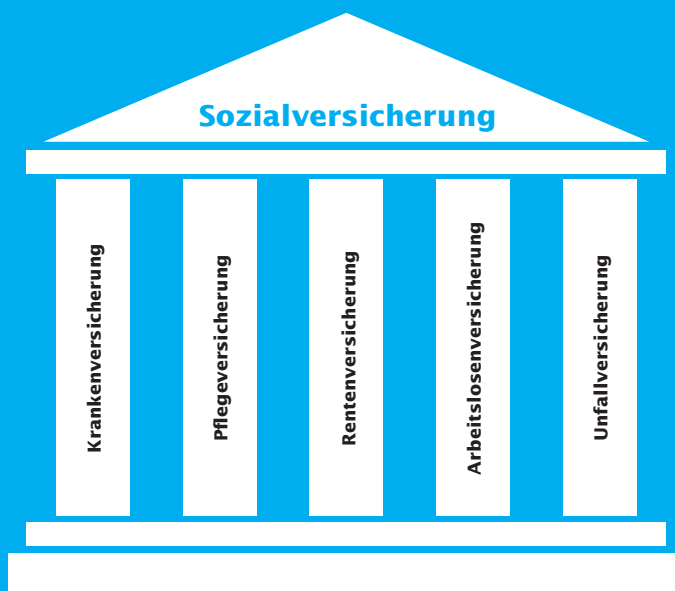 Sozialversicherung
Krankenversicherung
Pflegeversicherung
Rentenversicherung
Arbeitslosenversicherung
Unfallversicherung